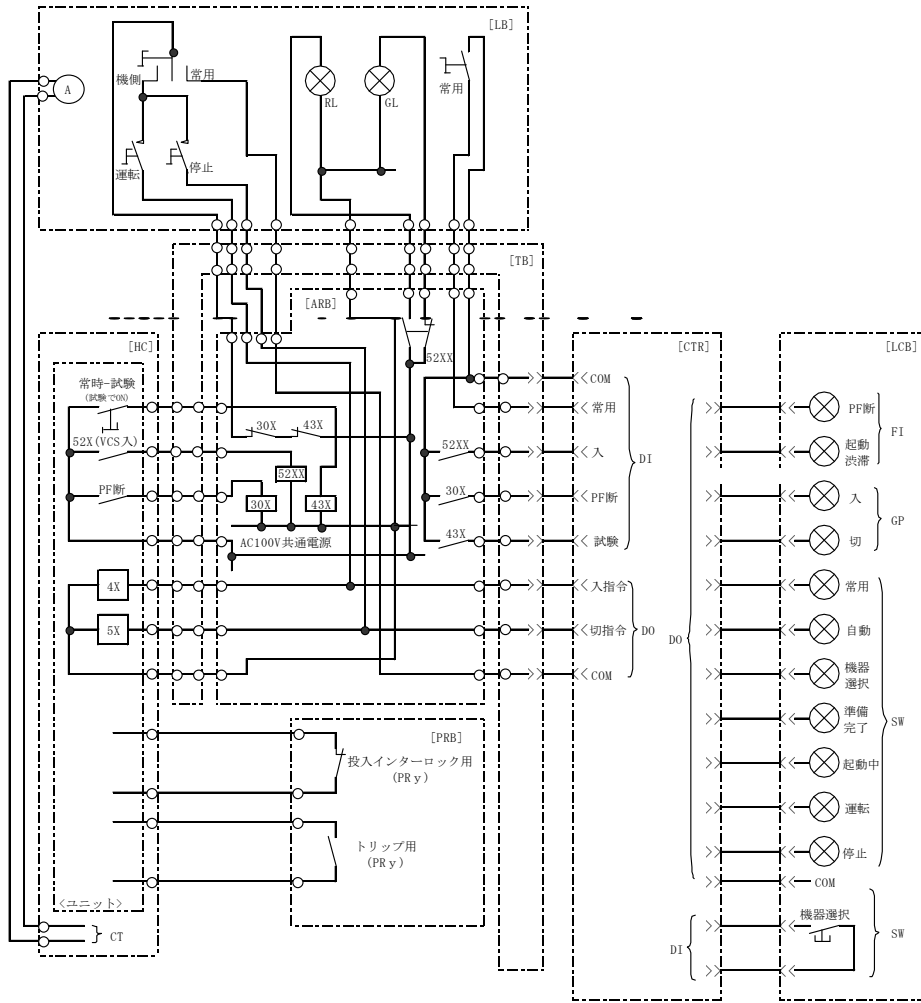 [LB]
機側
常用
A
RL
GL
常用
運転
停止
[TB]
[ARB]
[HC]
52XX
[CTR]
[LCB]
常時-試験
(試験でON)
COM
常用
PF断
FI
30X
43X
52X(VCS入)
52XX
入
DI
起動
渋滞
52XX
PF断
30X
43X
30X
PF断
入
GP
AC100V共通電源
43X
試験
切
4X
入指令
常用
5X
切指令
DO
DO
自動
COM
機器
選択
[PRB]
準備
完了
SW
投入インターロック用
(PRy)
起動中
運転
トリップ用
(PRy)
停止
COM
<ユニット>
機器選択
CT
SW
DI